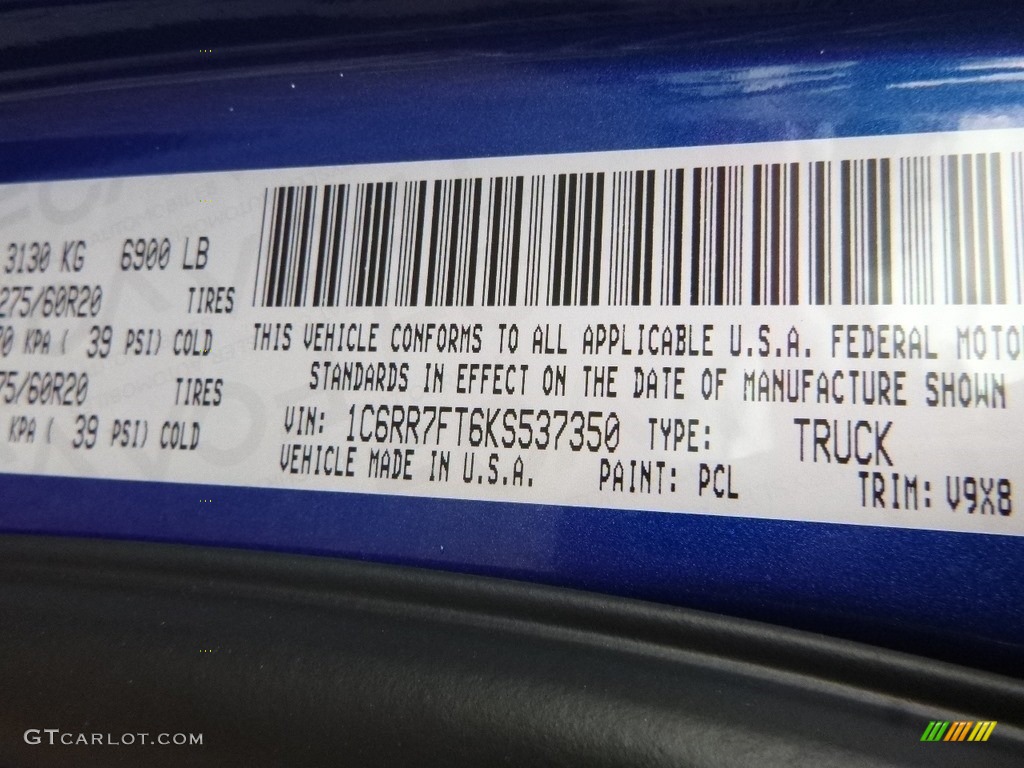 3130 KG 6900 LB
275/60R20 TIRES
KPA ( 39 PSI) COLD
75/60R20 TIRES
KPA ( 39 PSI) COLD
THIS VEHICLE CONFORMS TO ALL APPLICABLE U.S.A. FEDERAL MOTO
STANDARDS IN EFFECT ON THE DATE OF MANUFACTURE SHOWN
VIN: 1C6RR7FT6KS537350 TYPE: TRUCK
VEHICLE MADE IN U.S.A. PAINT: PCL TRIM: V9X8
GTCARLOT.COM